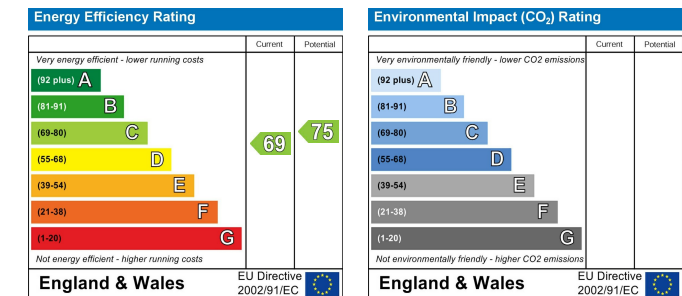 Energy Efficiency Rating
Current Potential
Very energy efficient - lower running costs
(92 plus) A
(81-91) B
(69-80) C
(55-68) D
(39-54) E
(21-38) F
(1-20) G
69
75
Not energy efficient - higher running costs
England & Wales
EU Directive
2002/91/EC
Environmental Impact (CO₂) Rating
Current Potential
Very environmentally friendly - lower CO2 emissions
(92 plus) A
(81-91) B
(69-80) C
(55-68) D
(39-54) E
(21-38) F
(1-20) G
Not environmentally friendly - higher CO2 emissions
England & Wales
EU Directive
2002/91/EC